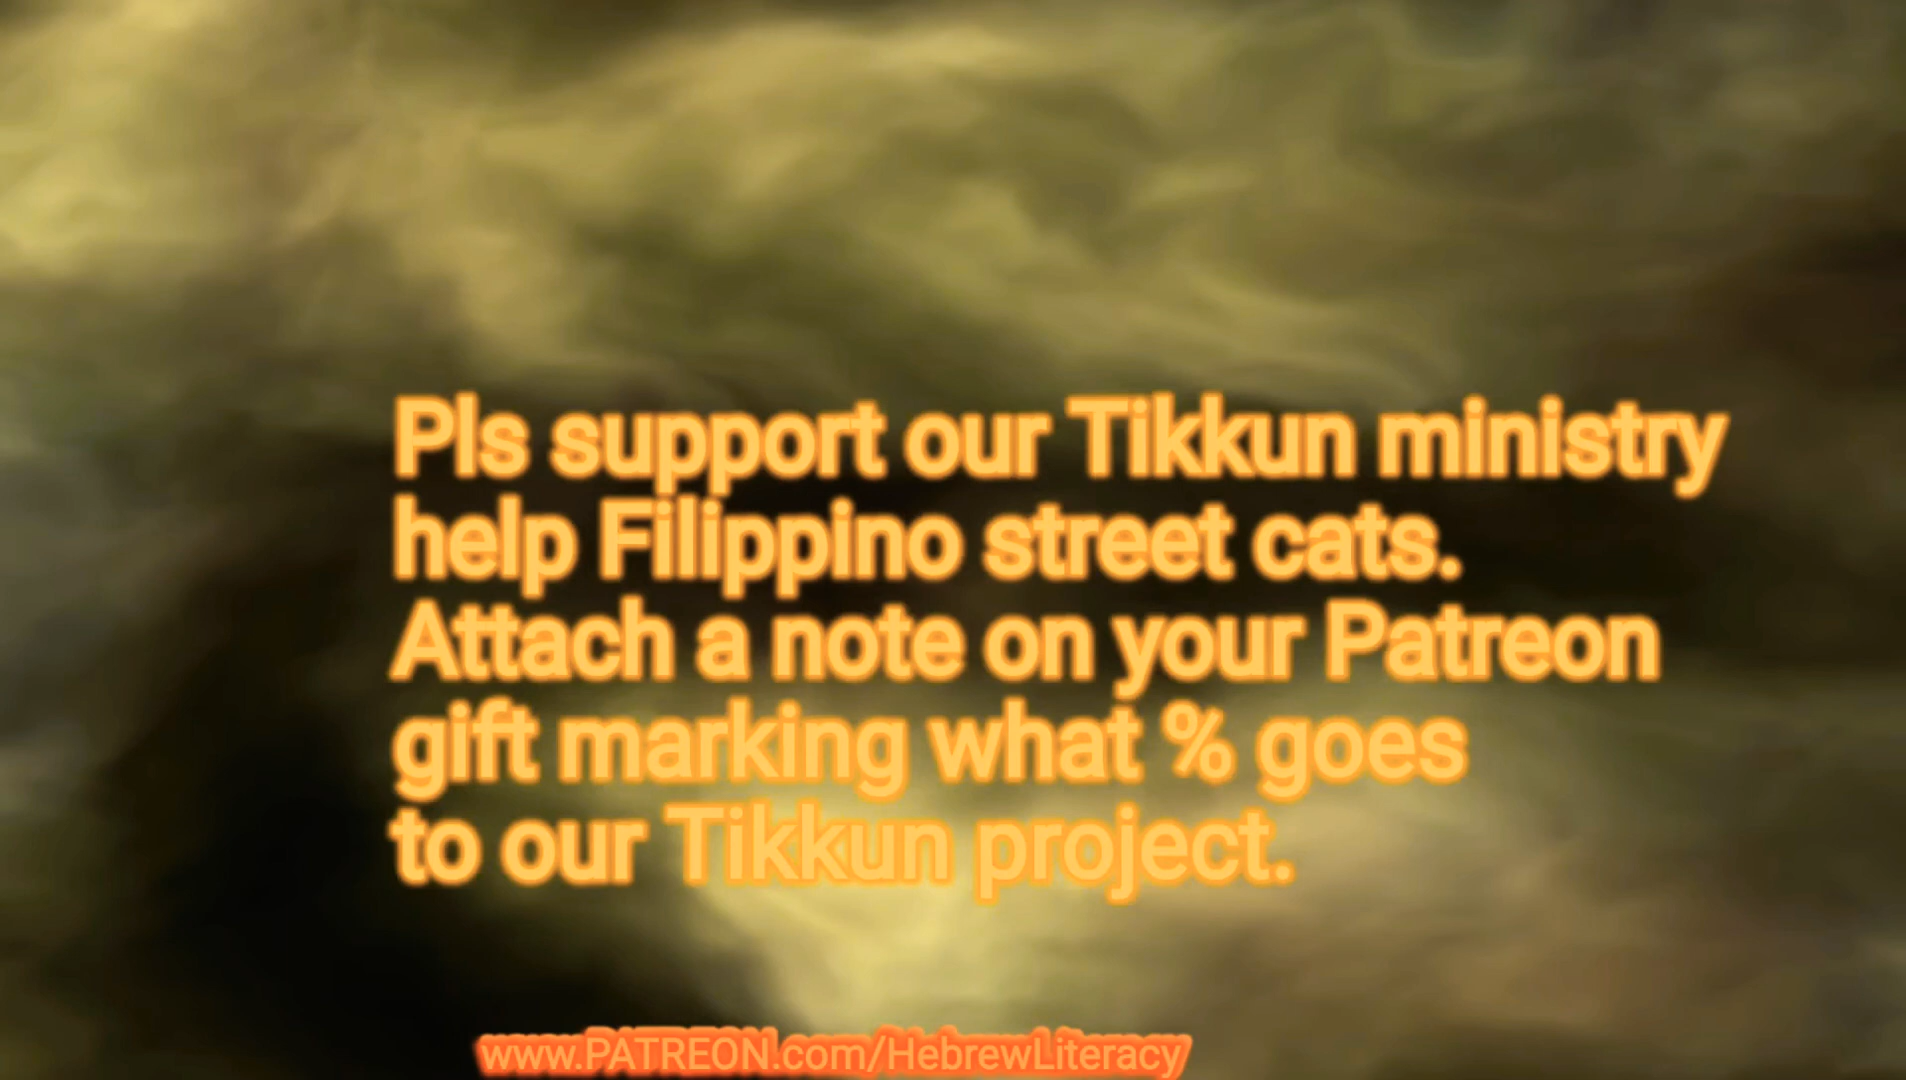 Pls support our Tikkun ministry
help Filippino street cats.
Attach a note on your Patreon
gift marking what % goes
to our Tikkun project.
www.PATREON.com/HebrewLiteracy